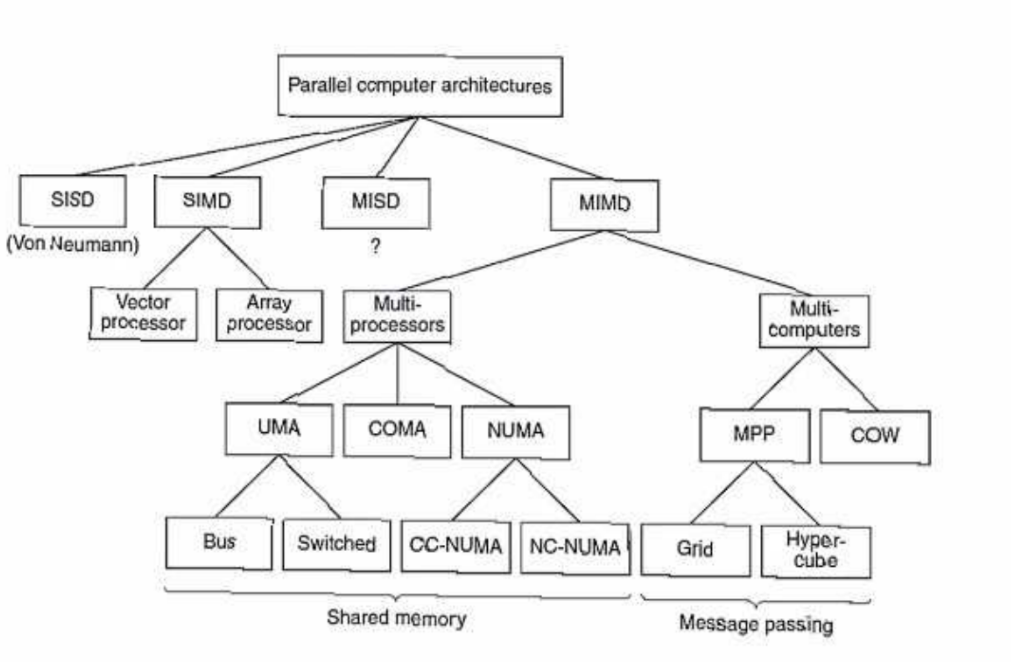 Parallel computer architectures
SISD
SIMD
MISD
MIMD
(Von Neumann)
?
Vector
processor
Array
processor
Multi-
processors
Multi-
computers
UMA
COMA
NUMA
MPP
COW
Bus
Switched
CC-NUMA
NC-NUMA
Grid
Hyper-
cube
Shared memory
Message passing